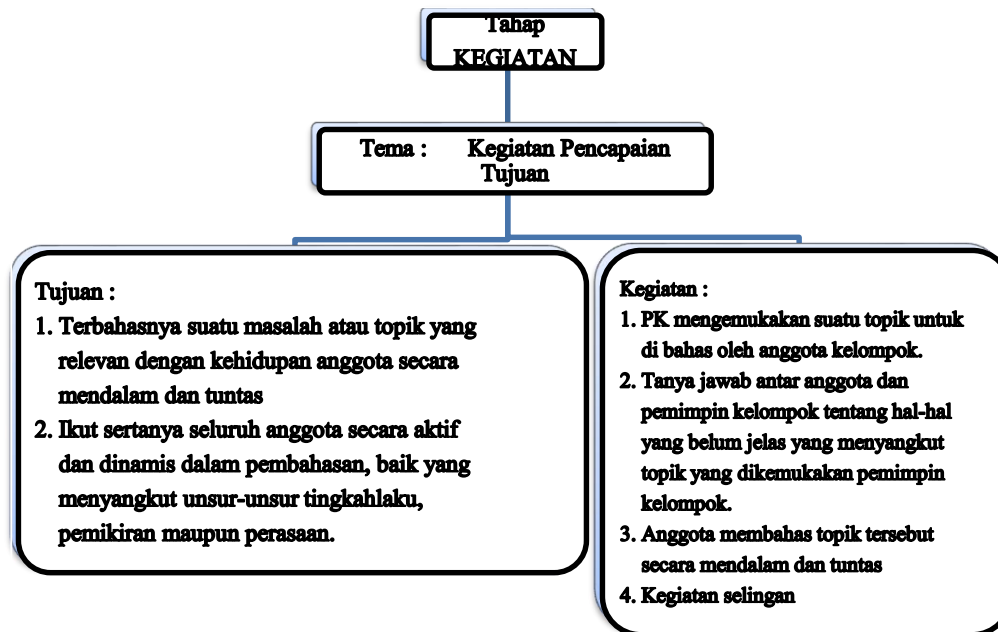 Tahap
KEGIATAN
Tema : Kegiatan Pencapaian
Tujuan
Tujuan :
1. Terbahasnya suatu masalah atau topik yang
relevan dengan kehidupan anggota secara
mendalam dan tuntas
2. Ikut sertanya seluruh anggota secara aktif
dan dinamis dalam pembahasan, baik yang
menyangkut unsur-unsur tingkahlaku,
pemikiran maupun perasaan.
Kegiatan :
1. PK mengemukakan suatu topik untuk
di bahas oleh anggota kelompok.
2. Tanya jawab antar anggota dan
pemimpin kelompok tentang hal-hal
yang belum jelas yang menyangkut
topik yang dikemukakan pemimpin
kelompok.
3. Anggota membahas topik tersebut
secara mendalam dan tuntas
4. Kegiatan selingan